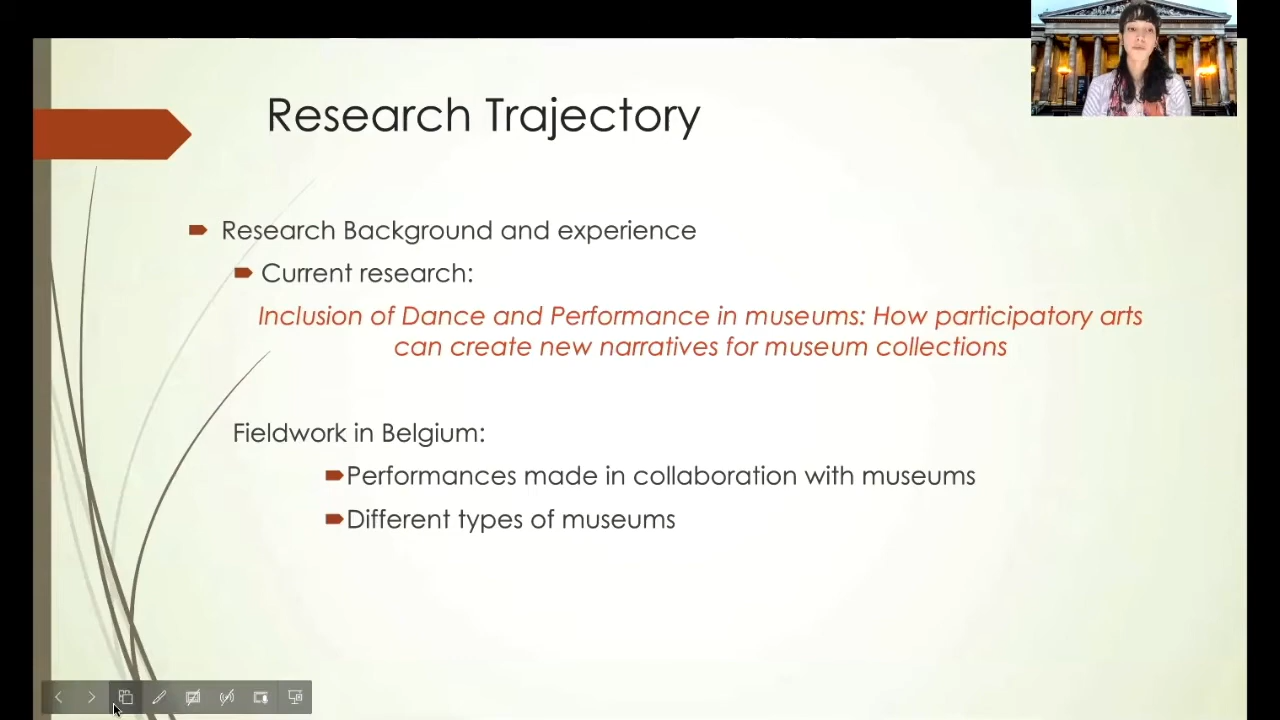 Research Trajectory
Research Background and experience
Current research:
Inclusion of Dance and Performance in museums: How participatory arts
can create new narratives for museum collections
Fieldwork in Belgium:
Performances made in collaboration with museums
Different types of museums